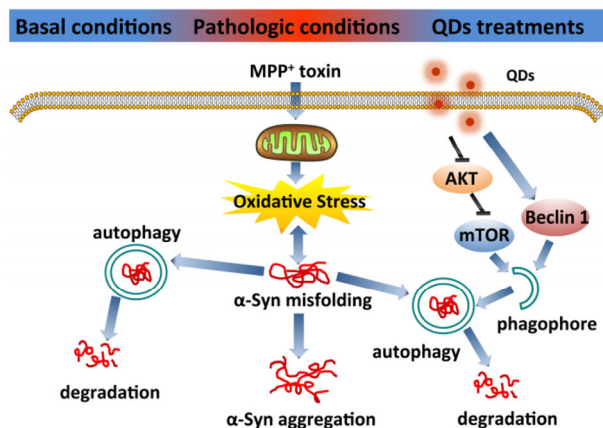 Basal conditions
Pathologic conditions
QDs treatments
MPP⁺ toxin
QDs
AKT
Oxidative Stress
Beclin 1
mTOR
autophagy
α-Syn misfolding
phagophore
autophagy
degradation
α-Syn aggregation
degradation